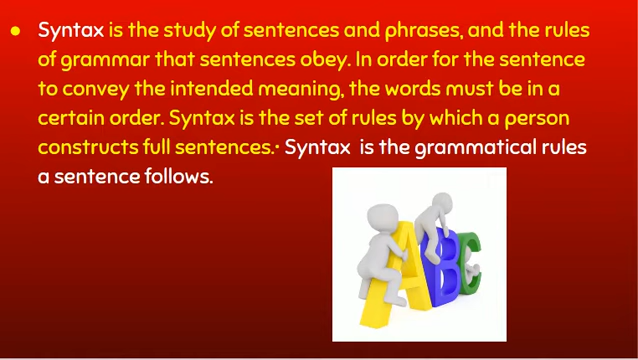 • Syntax is the study of sentences and phrases, and the rules
of grammar that sentences obey. In order for the sentence
to convey the intended meaning, the words must be in a
certain order. Syntax is the set of rules by which a person
constructs full sentences.• Syntax is the grammatical rules
a sentence follows.
ABC